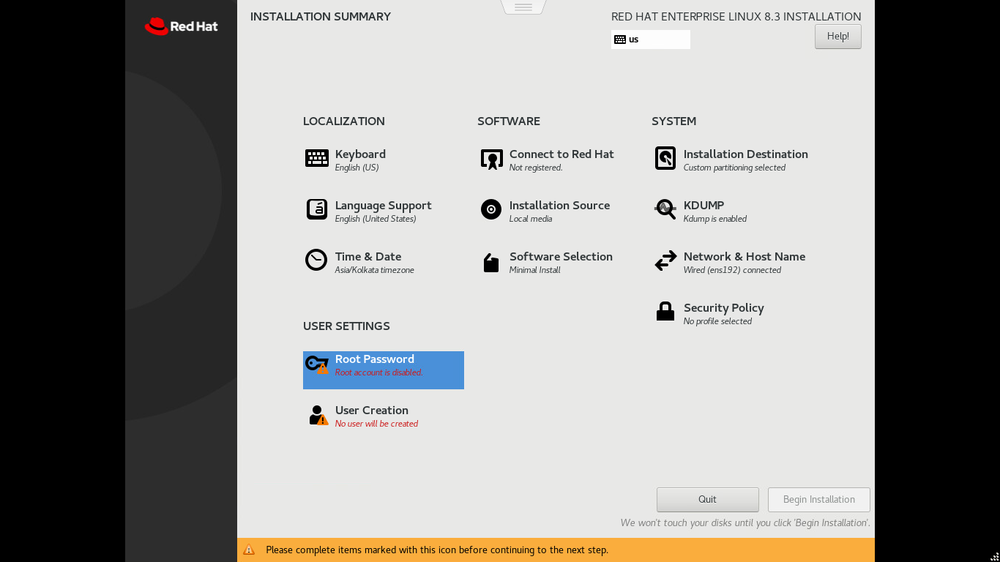 Red Hat
INSTALLATION SUMMARY
RED HAT ENTERPRISE LINUX 8.3 INSTALLATION
us
Help!
LOCALIZATION
Keyboard
English (US)
Language Support
English (United States)
Time & Date
Asia/Kolkata timezone
SOFTWARE
Connect to Red Hat
Not registered.
Installation Source
Local media
Software Selection
Minimal Install
SYSTEM
Installation Destination
Custom partitioning selected
KDUMP
Kdump is enabled
Network & Host Name
Wired (ens192) connected
Security Policy
No profile selected
USER SETTINGS
Root Password
Root account is disabled.
User Creation
No user will be created
Quit
Begin Installation
We won't touch your disks until you click 'Begin Installation'.
Please complete items marked with this icon before continuing to the next step.